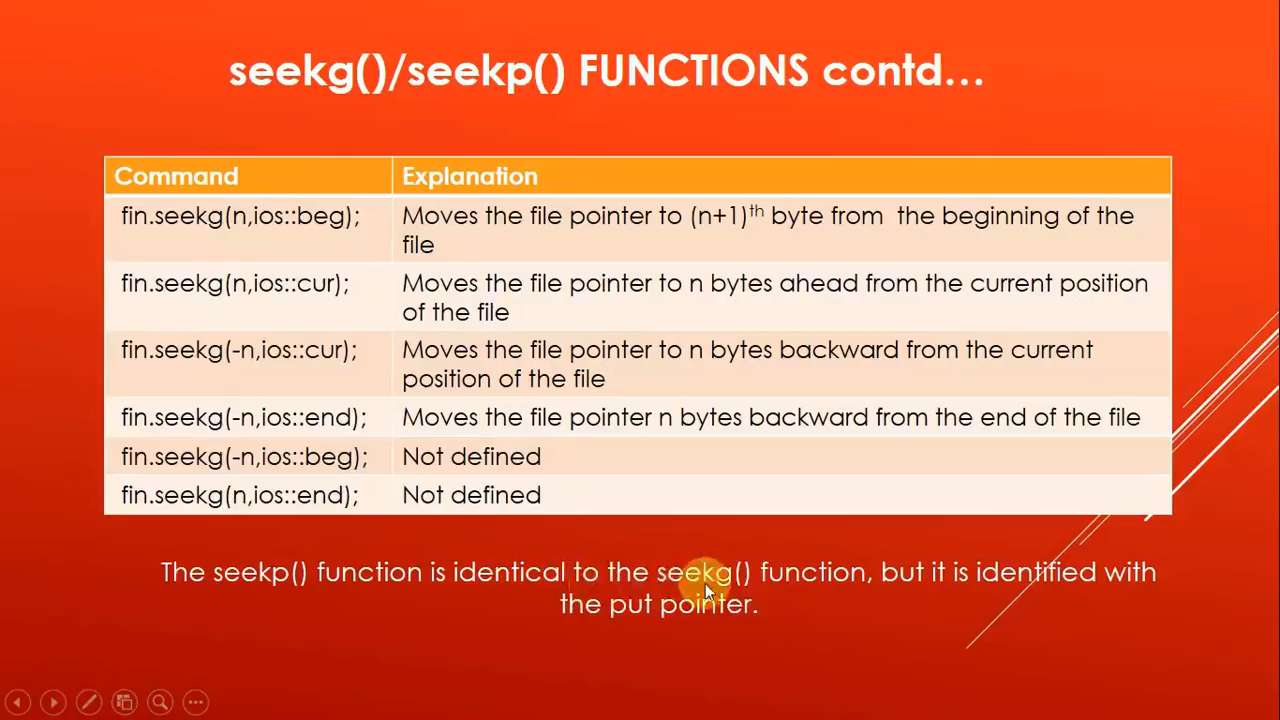 seekg()/seekp() FUNCTIONS contd...
Command
Explanation
fin.seekg(n,ios::beg);
Moves the file pointer to (n+1)th byte from the beginning of the
file
fin.seekg(n,ios::cur);
Moves the file pointer to n bytes ahead from the current position
of the file
fin.seekg(-n,ios::cur);
Moves the file pointer to n bytes backward from the current
position of the file
fin.seekg(-n,ios::end);
Moves the file pointer n bytes backward from the end of the file
fin.seekg(-n,ios::beg);
Not defined
fin.seekg(n,ios::end);
Not defined
The seekp() function is identical to the seekg() function, but it is identified with
the put pointer.